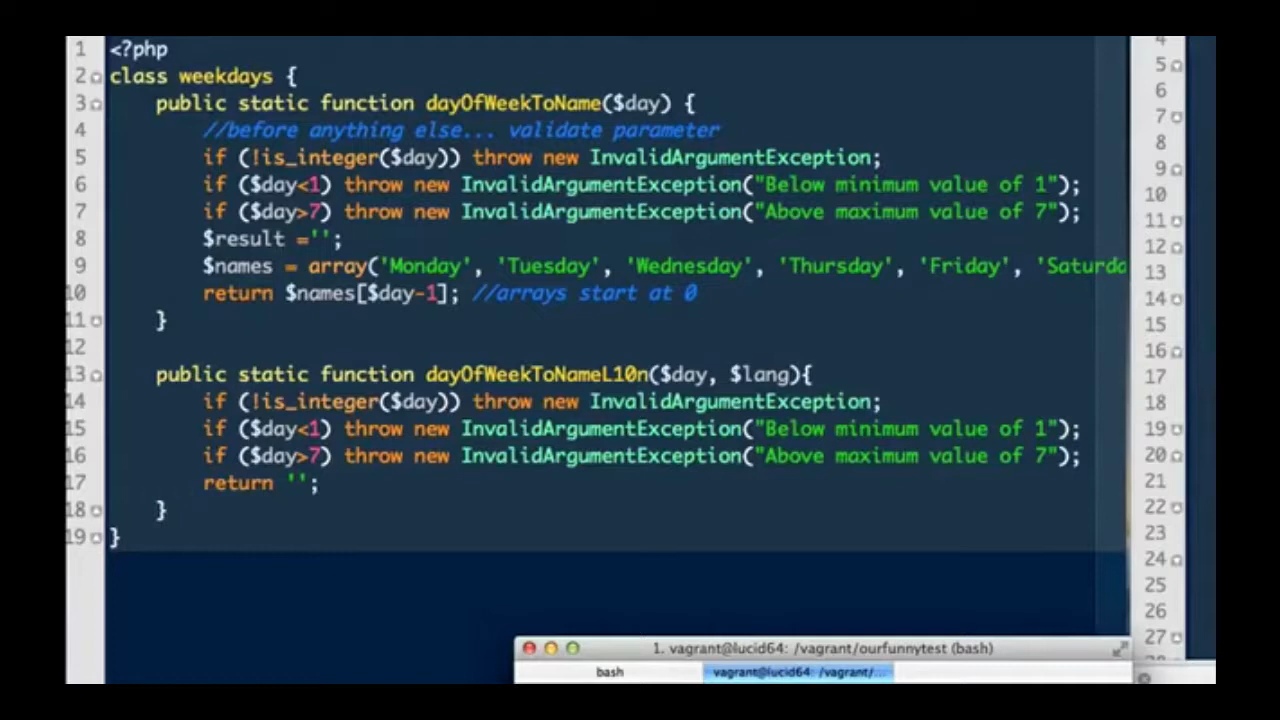 1 <?php
2 class weekdays {
3 public static function dayOfWeekToName($day) {
4 //before anything else... validate parameter
5 if (!is_integer($day)) throw new InvalidArgumentException;
6 if ($day<1) throw new InvalidArgumentException("Below minimum value of 1");
7 if ($day>7) throw new InvalidArgumentException("Above maximum value of 7");
8 $result ='';
9 $names = array('Monday', 'Tuesday', 'Wednesday', 'Thursday', 'Friday', 'Saturda
10 return $names[$day-1]; //arrays start at 0
11 }
12
13 public static function dayOfWeekToNameL10n($day, $lang){
14 if (!is_integer($day)) throw new InvalidArgumentException;
15 if ($day<1) throw new InvalidArgumentException("Below minimum value of 1");
16 if ($day>7) throw new InvalidArgumentException("Above maximum value of 7");
17 return '';
18 }
19 }
4
5
6
7
8
9
10
11
12
13
14
15
16
17
18
19
20
21
22
23
24
25
26
27
1. vagrant@lucid64: /vagrant/ourfunnytest (bash)
bash
vagrant@lucid64: /vagrant/...